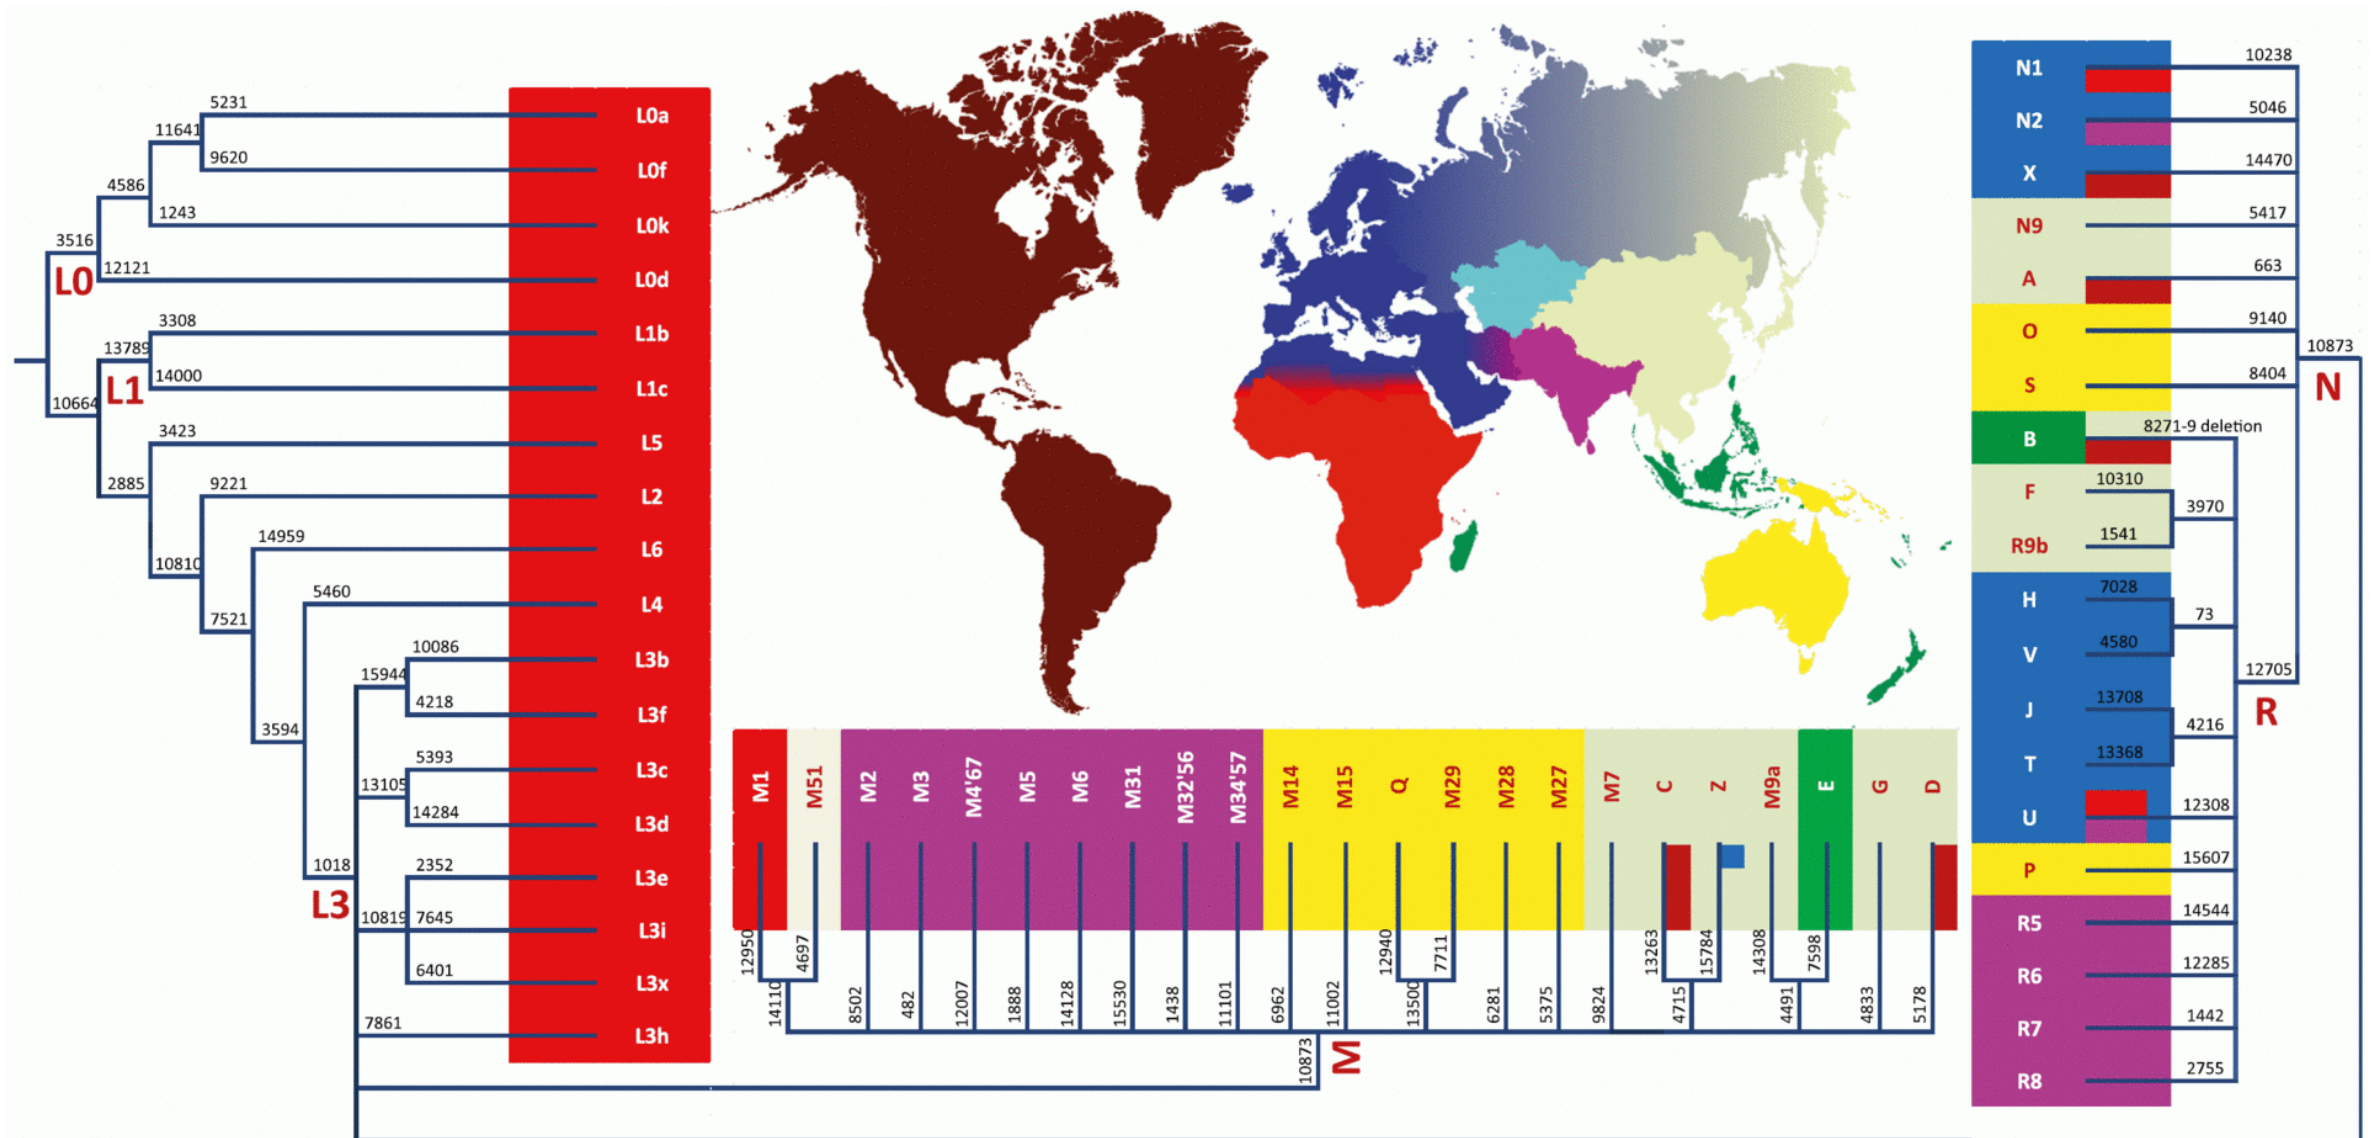 5231
L0a
11641
9620
L0f
4586
1243
L0k
3516
L0
12121
L0d
3308
L1b
13789
L1
14000
L1c
10664
3423
L5
2885
9221
L2
14959
L6
10810
5460
L4
7521
10086
L3b
15944
4218
L3f
3594
5393
L3c
13105
14284
L3d
1018
L3
2352
L3e
10819
7645
L3i
6401
L3x
7861
L3h
M1
M51
M2
M3
M4'67
M5
M6
M31
M32'56
M34'57
M14
M15
Q
M29
M28
M27
M7
C
Z
M9a
E
G
D
12950
4697
12940
7711
13263
15784
14308
7598
14110
8502
482
12007
1888
14128
15530
1438
11101
6962
11002
13500
6281
5375
9824
4715
4491
4833
5178
10873
M
N1
10238
N2
5046
X
14470
N9
5417
A
663
O
9140
10873
S
8404
N
B
8271-9 deletion
F
10310
3970
R9b
1541
H
7028
73
V
4580
12705
R
J
13708
4216
T
13368
U
12308
P
15607
R5
14544
R6
12285
R7
1442
R8
2755